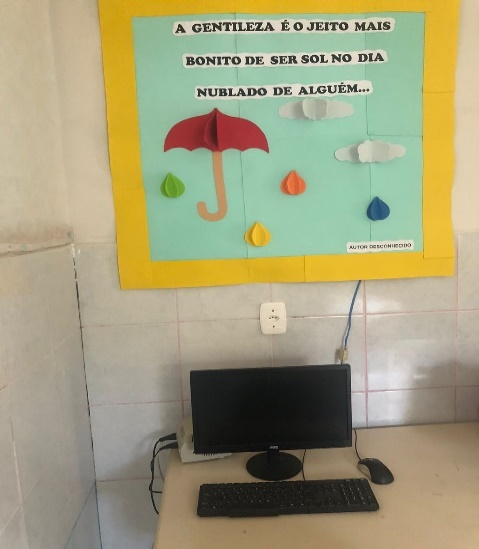 A GENTILEZA É O JEITO MAIS
BONITO DE SER SOL NO DIA
NUBLADO DE ALGUÉM...
AUTOR DESCONHECIDO